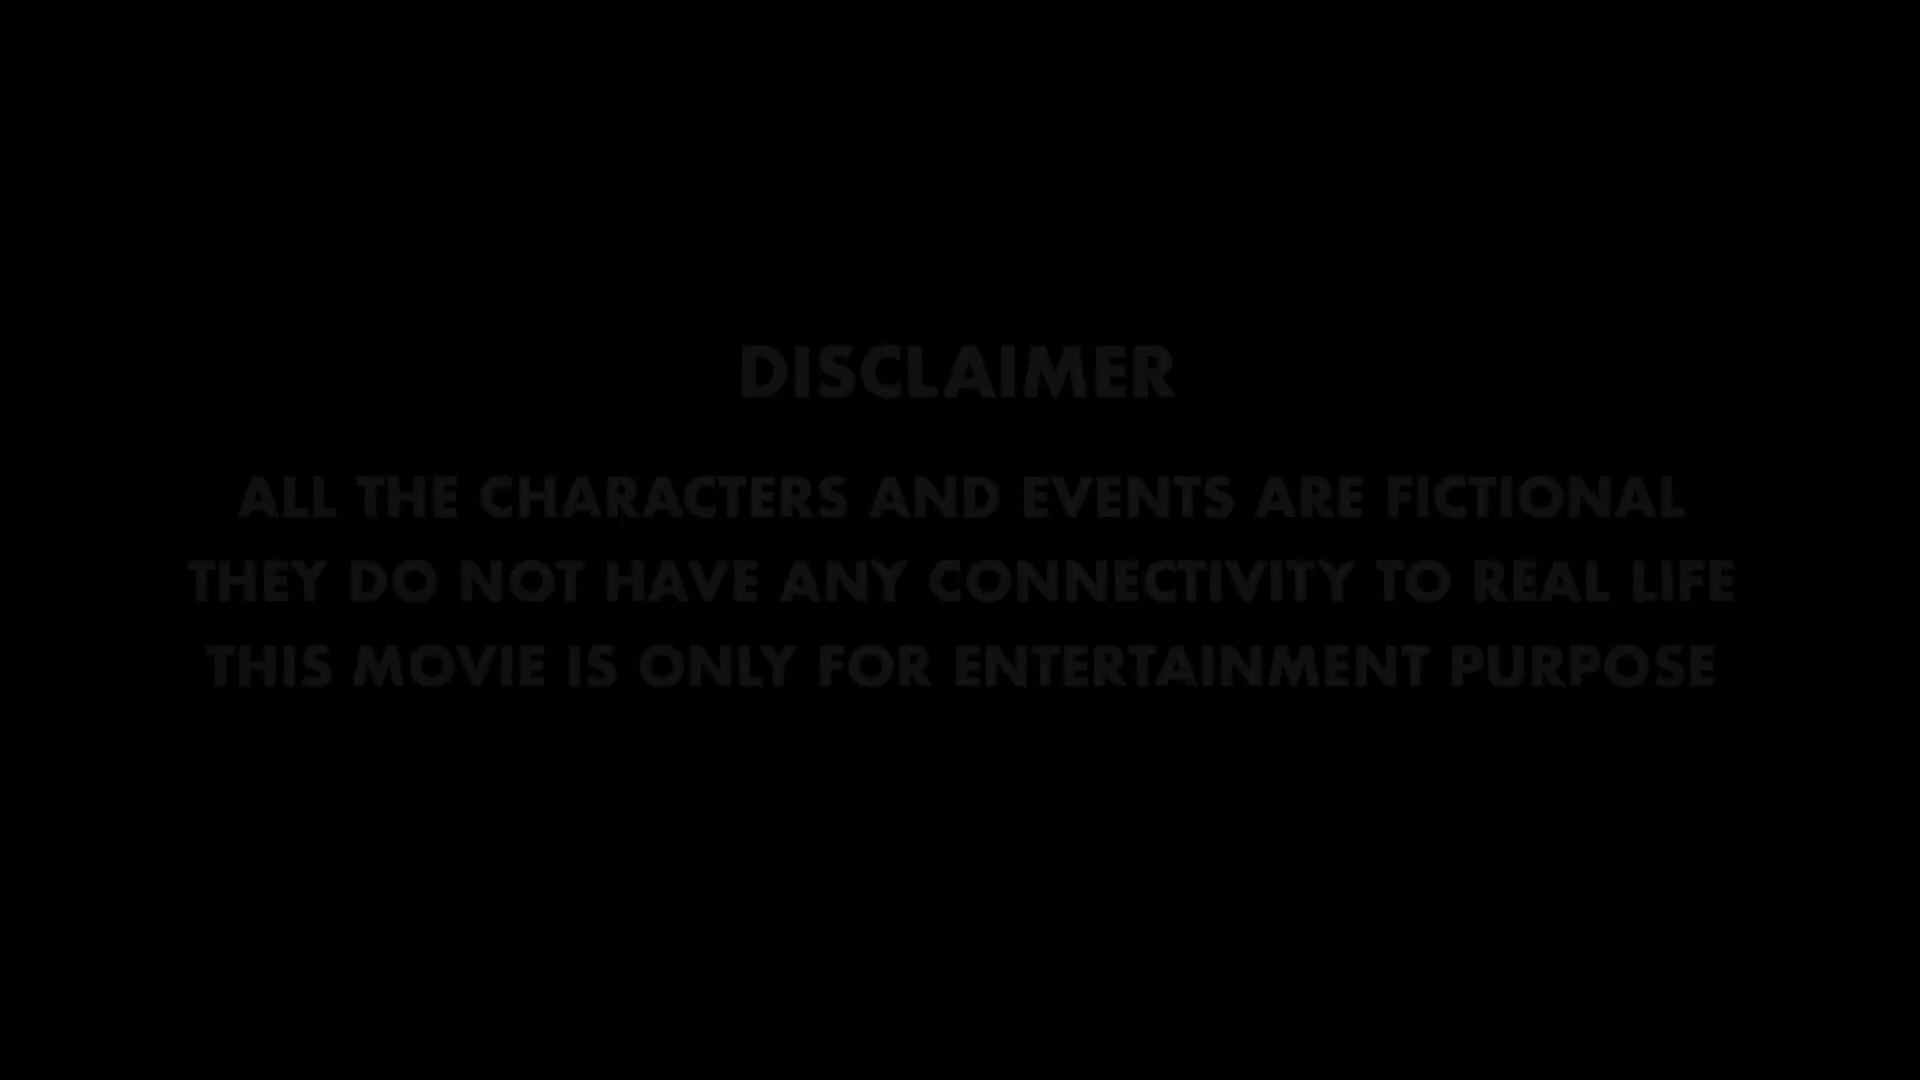 DISCLAIMER
ALL THE CHARACTERS AND EVENTS ARE FICTIONAL
THEY DO NOT HAVE ANY CONNECTIVITY TO REAL LIFE
THIS MOVIE IS ONLY FOR ENTERTAINMENT PURPOSE